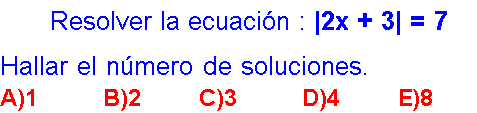 Resolver la ecuación : |2x + 3| = 7
Hallar el número de soluciones.
A)1 B)2 C)3 D)4 E)8